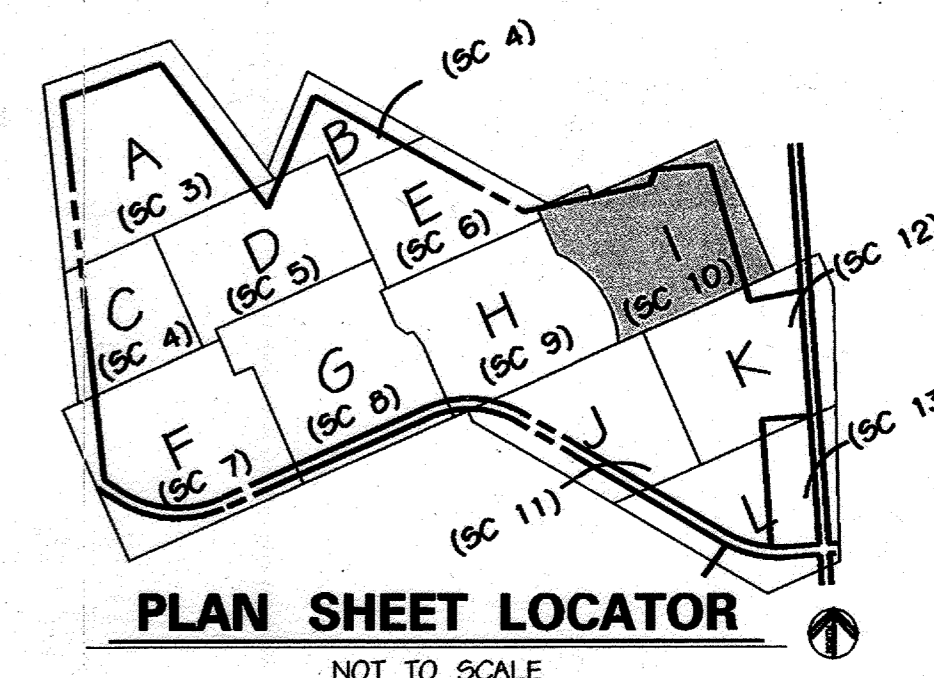 (SC 4)
A
(SC 3)
B
E
(SC 6)
D
(SC 5)
I
(SC 10)
(SC 12)
C
(SC 4)
H
(SC 9)
G
(SC 8)
K
F
(SC 7)
J
(SC 13
L
(SC 11)
PLAN SHEET LOCATOR
NOT TO SCALE